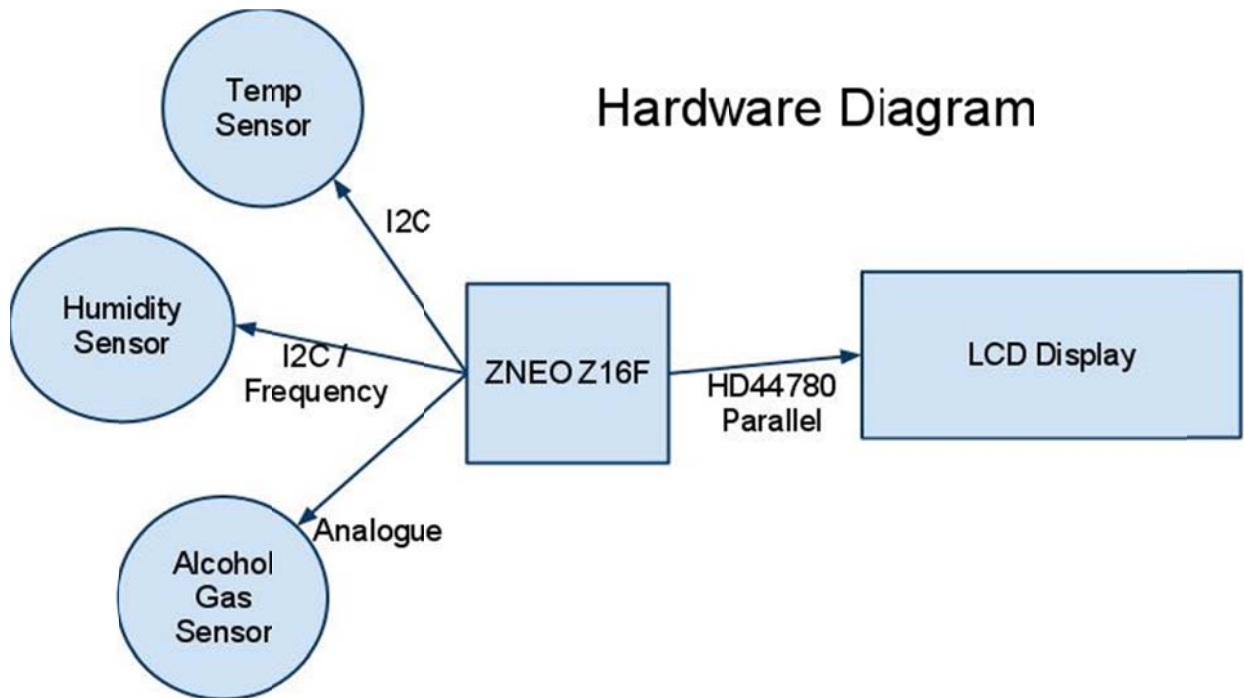 Hardware Diagram
Temp
Sensor
I2C
Humidity
Sensor
I2C /
Frequency
ZNEO Z16F
HD44780
Parallel
LCD Display
Analogue
Alcohol
Gas
Sensor